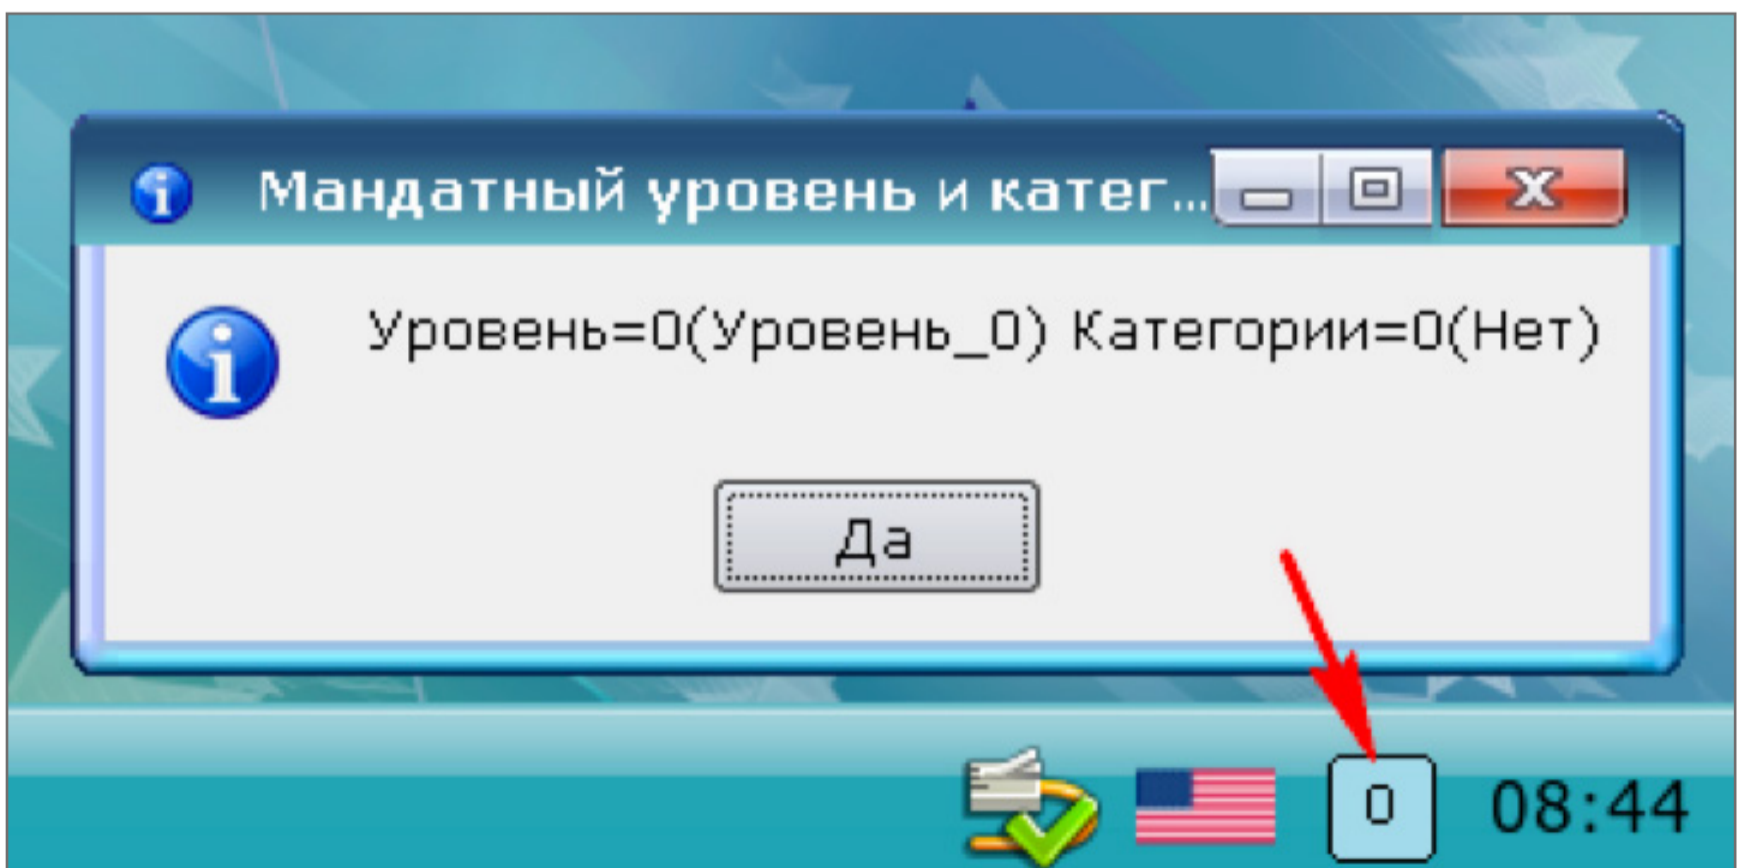 Мандатный уровень и катег...
Уровень=0(Уровень_0) Категории=0(Нет)
Да
0
08:44